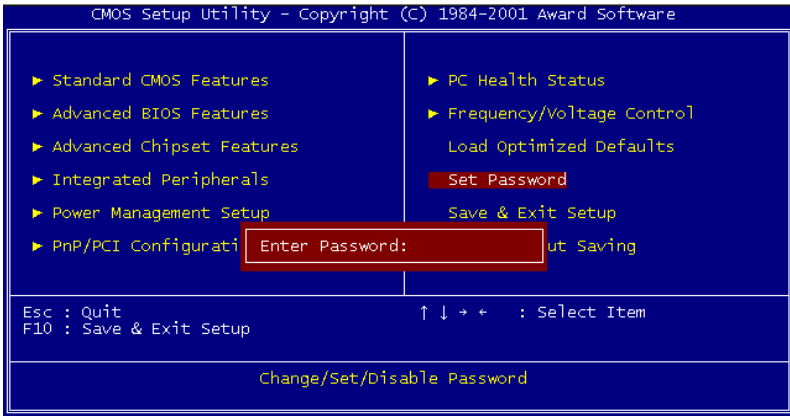 CMOS Setup Utility - Copyright (C) 1984-2001 Award Software
► Standard CMOS Features
► Advanced BIOS Features
► Advanced Chipset Features
► Integrated Peripherals
► Power Management Setup
► PnP/PCI Configurati
► PC Health Status
► Frequency/Voltage Control
Load Optimized Defaults
Set Password
Save & Exit Setup
ut Saving
Enter Password:
Esc : Quit
F10 : Save & Exit Setup
↑ ↓ → ← : Select Item
Change/Set/Disable Password